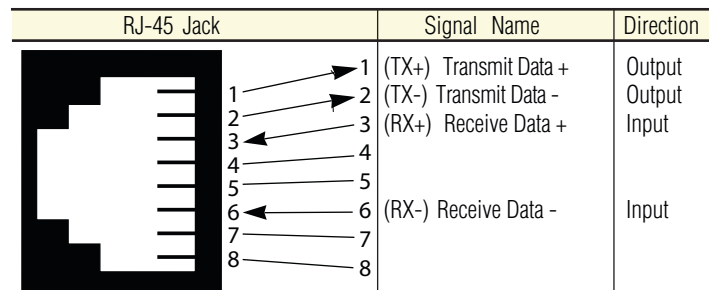 RJ-45 Jack Signal Name Direction
1 1 (TX+) Transmit Data + Output
2 2 (TX-) Transmit Data - Output
3 3 (RX+) Receive Data + Input
4 4
5 5
6 6 (RX-) Receive Data - Input
7 7
8 8